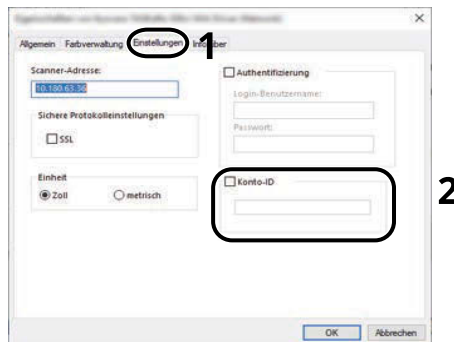 Allgemein Farbverwaltung Einstellungen Info über
1
Scanner-Adresse:
10.180.63.36
Sichere Protokolleinstellungen
SSL
Einheit
Zoll metrisch
Authentifizierung
Login-Benutzername:
Passwort:
Konto-ID
2
OK Abbrechen